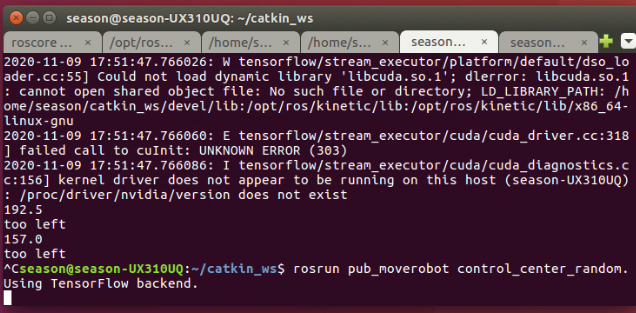 season@season-UX310UQ: ~/catkin_ws
roscore ... × /opt/ros... × /home/s... × /home/s... × season... × season... ×
2020-11-09 17:51:47.766026: W tensorflow/stream_executor/platform/default/dso_lo
ader.cc:55] Could not load dynamic library 'libcuda.so.1'; dlerror: libcuda.so.1
: cannot open shared object file: No such file or directory; LD_LIBRARY_PATH: /h
ome/season/catkin_ws/devel/lib:/opt/ros/kinetic/lib:/opt/ros/kinetic/lib/x86_64-
linux-gnu
2020-11-09 17:51:47.766060: E tensorflow/stream_executor/cuda/cuda_driver.cc:318
] failed call to cuInit: UNKNOWN ERROR (303)
2020-11-09 17:51:47.766086: I tensorflow/stream_executor/cuda/cuda_diagnostics.c
c:156] kernel driver does not appear to be running on this host (season-UX310UQ)
: /proc/driver/nvidia/version does not exist
192.5
too left
157.0
too left
^Cseason@season-UX310UQ:~/catkin_ws$ rosrun pub_moverobot control_center_random.
Using TensorFlow backend.